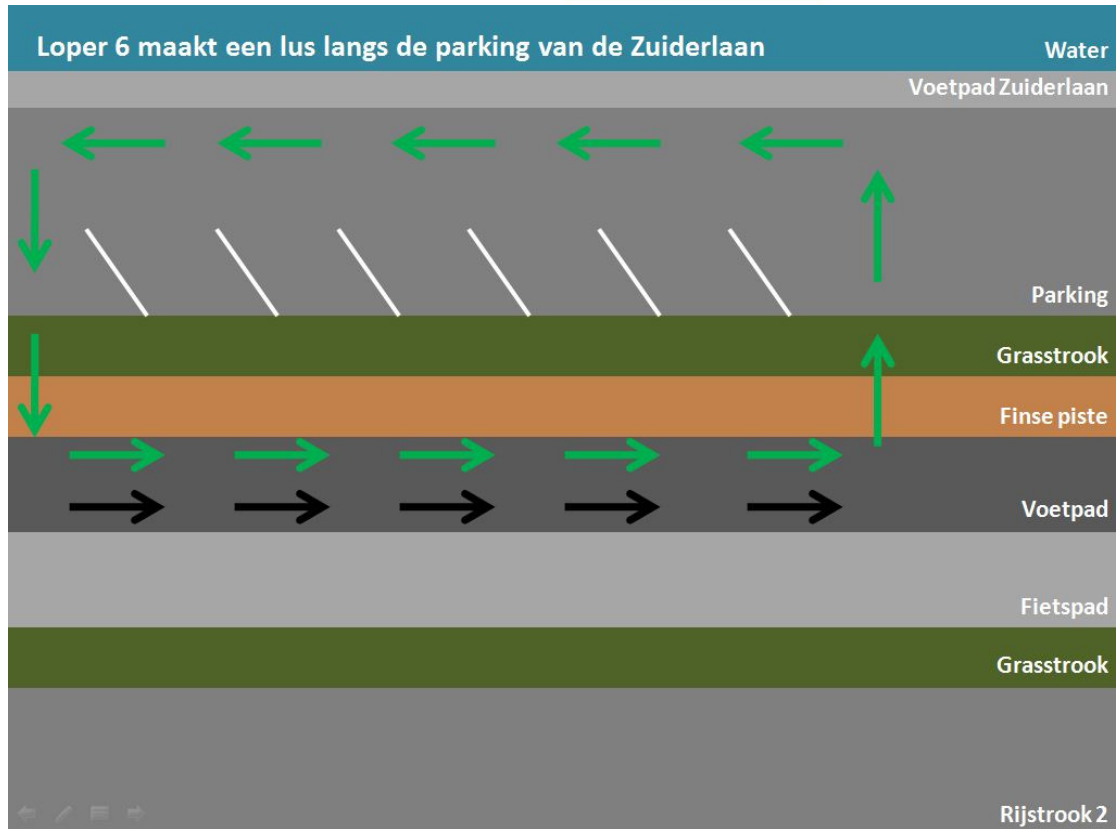 Loper 6 maakt een lus langs de parking van de Zuiderlaan
Water
Voetpad Zuiderlaan
Parking
Grasstrook
Finse piste
Voetpad
Fietspad
Grasstrook
Rijstrook 2